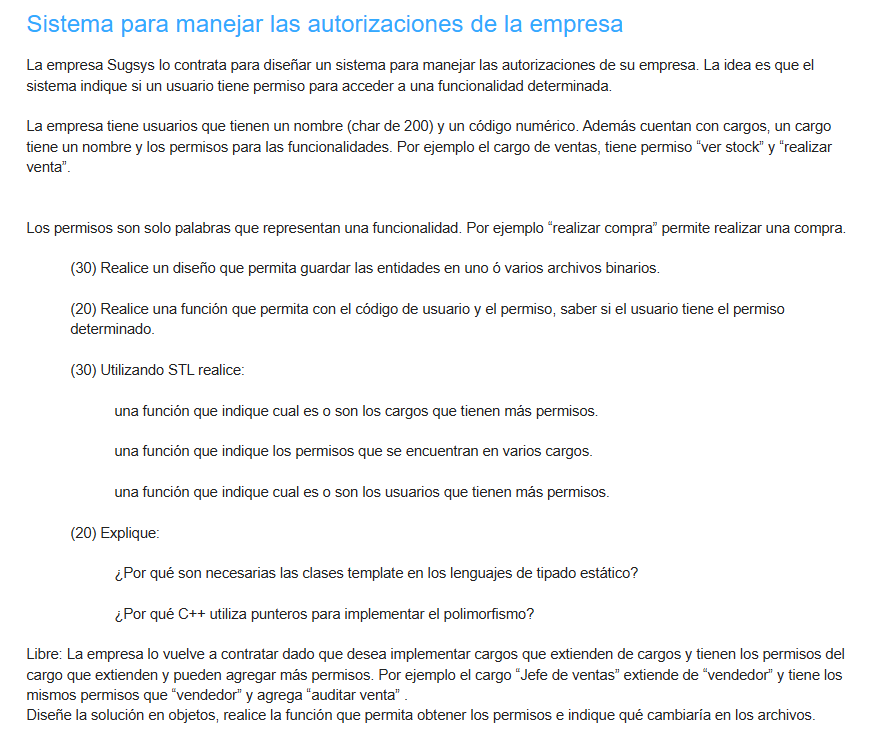 Sistema para manejar las autorizaciones de la empresa
La empresa Sugsys lo contrata para diseñar un sistema para manejar las autorizaciones de su empresa. La idea es que el
sistema indique si un usuario tiene permiso para acceder a una funcionalidad determinada.
La empresa tiene usuarios que tienen un nombre (char de 200) y un código numérico. Además cuentan con cargos, un cargo
tiene un nombre y los permisos para las funcionalidades. Por ejemplo el cargo de ventas, tiene permiso “ver stock” y “realizar
venta”.
Los permisos son solo palabras que representan una funcionalidad. Por ejemplo “realizar compra” permite realizar una compra.
(30) Realice un diseño que permita guardar las entidades en uno ó varios archivos binarios.
(20) Realice una función que permita con el código de usuario y el permiso, saber si el usuario tiene el permiso
determinado.
(30) Utilizando STL realice:
una función que indique cual es o son los cargos que tienen más permisos.
una función que indique los permisos que se encuentran en varios cargos.
una función que indique cual es o son los usuarios que tienen más permisos.
(20) Explique:
¿Por qué son necesarias las clases template en los lenguajes de tipado estático?
¿Por qué C++ utiliza punteros para implementar el polimorfismo?
Libre: La empresa lo vuelve a contratar dado que desea implementar cargos que extienden de cargos y tienen los permisos del
cargo que extienden y pueden agregar más permisos. Por ejemplo el cargo “Jefe de ventas” extiende de “vendedor” y tiene los
mismos permisos que “vendedor” y agrega “auditar venta” .
Diseñe la solución en objetos, realice la función que permita obtener los permisos e indique qué cambiaría en los archivos.